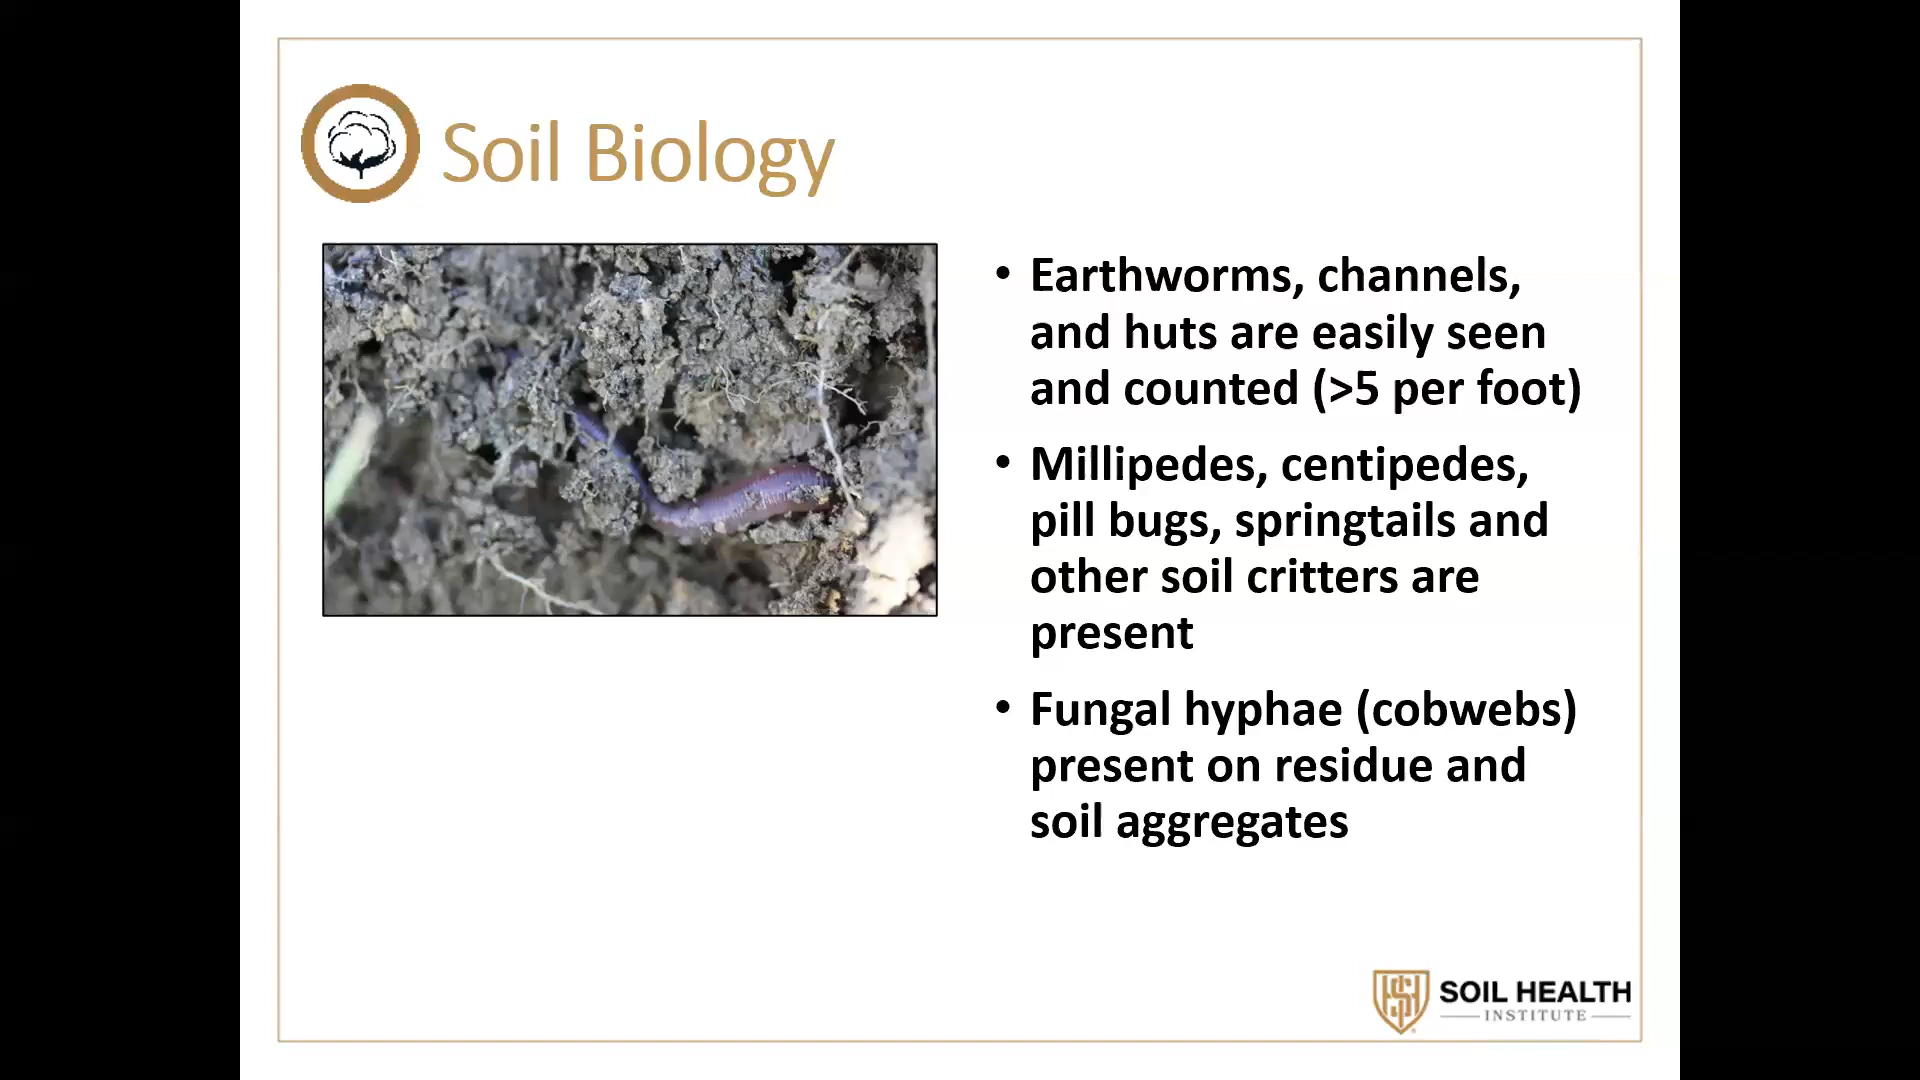 Soil Biology
• Earthworms, channels,
and huts are easily seen
and counted (>5 per foot)
• Millipedes, centipedes,
pill bugs, springtails and
other soil critters are
present
• Fungal hyphae (cobwebs)
present on residue and
soil aggregates
SOIL HEALTH
INSTITUTE